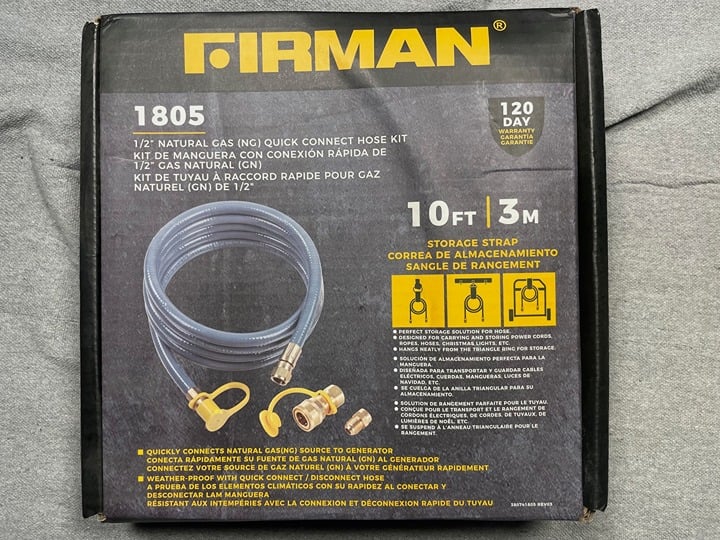 FIRMAN®
1805
120
DAY
WARRANTY
GARANTÍA
GARANTIE
1/2" NATURAL GAS (NG) QUICK CONNECT HOSE KIT
KIT DE MANGUERA CON CONEXIÓN RÁPIDA DE
1/2" GAS NATURAL (GN)
KIT DE TUYAU À RACCORD RAPIDE POUR GAZ
NATUREL (GN) DE 1/2"
10FT | 3M
STORAGE STRAP
CORREA DE ALMACENAMIENTO
SANGLE DE RANGEMENT
PERFECT STORAGE SOLUTION FOR HOSE.
DESIGNED FOR CARRYING AND STORING POWER CORDS,
ROPES, HOSES, CHRISTMAS LIGHTS, ETC.
HANGS NEATLY FROM THE TRIANGLE RING FOR STORAGE.
SOLUCIÓN DE ALMACENAMIENTO PERFECTA PARA LA
MANGUERA.
DISEÑADA PARA TRANSPORTAR Y GUARDAR CABLES
ELÉCTRICOS, CUERDAS, MANGUERAS, LUCES DE
NAVIDAD, ETC.
SE CUELGA DE LA ANILLA TRIANGULAR PARA SU
ALMACENAMIENTO.
SOLUTION DE RANGEMENT PARFAITE POUR LE TUYAU.
CONÇUE POUR LE TRANSPORT ET LE RANGEMENT DE
CORDONS ÉLECTRIQUES, DE CORDES, DE TUYAUX, DE
LUMIÈRES DE NOËL, ETC.
SE SUSPEND À L'ANNEAU TRIANGULAIRE POUR LE
RANGEMENT.
QUICKLY CONNECTS NATURAL GAS(NG) SOURCE TO GENERATOR
CONECTA RÁPIDAMENTE SU FUENTE DE GAS NATURAL (GN) AL GENERADOR
CONNECTEZ VOTRE SOURCE DE GAZ NATUREL (GN) À VOTRE GÉNÉRATEUR RAPIDEMENT
WEATHER-PROOF WITH QUICK CONNECT / DISCONNECT HOSE
A PRUEBA DE LOS ELEMENTOS CLIMÁTICOS CON SU RAPIDEZ AL CONECTAR Y
DESCONECTAR LAM MANGUERA
RÉSISTANT AUX INTEMPÉRIES AVEC LA CONNEXION ET DÉCONNEXION RAPIDE DU TUYAU
380741805 REV03